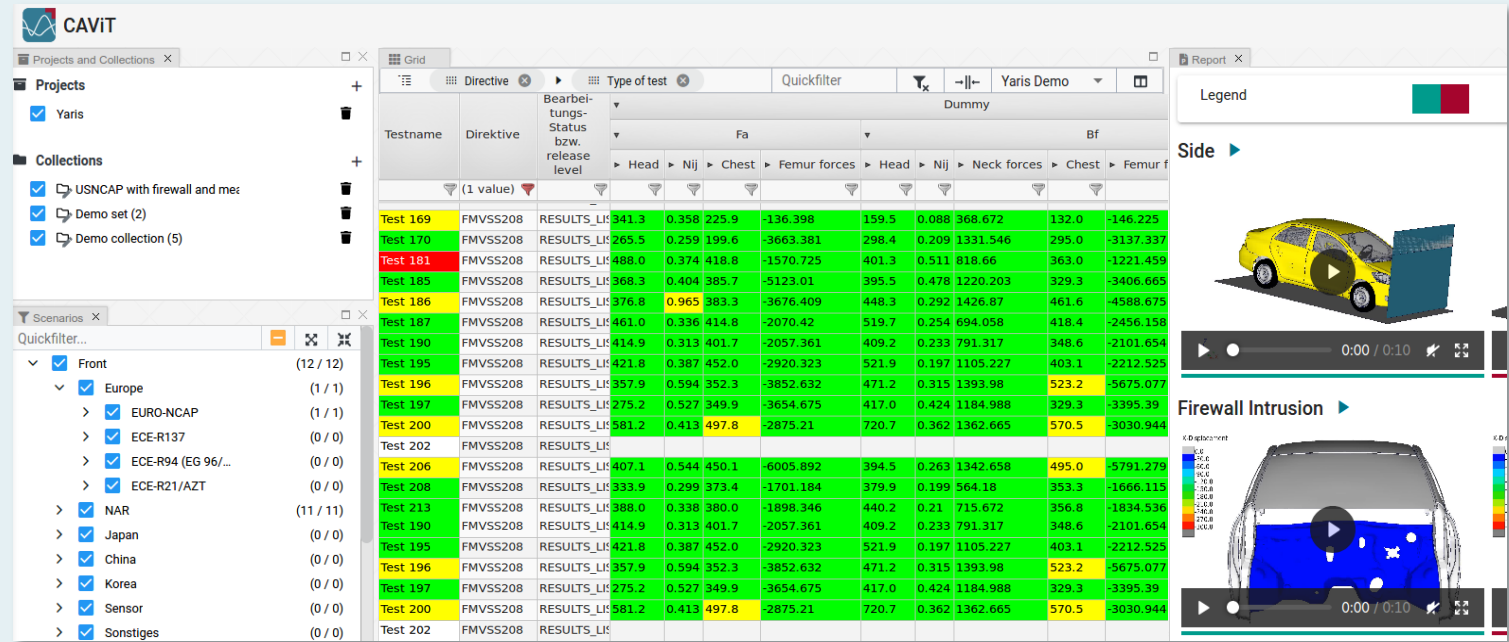 CAViT
Projects and Collections
Projects
Yaris
Collections
USNCAP with firewall and mea
Demo set (2)
Demo collection (5)
Scenarios
Quickfilter...
Front (12 / 12)
Europe (1 / 1)
EURO-NCAP (1 / 1)
ECE-R137 (0 / 0)
ECE-R94 (EG 96/... (0 / 0)
ECE-R21/AZT (0 / 0)
NAR (11 / 11)
Japan (0 / 0)
China (0 / 0)
Korea (0 / 0)
Sensor (0 / 0)
Sonstiges (0 / 0)
Grid
Directive Type of test Quickfilter Yaris Demo
Testname Direktive
Bearbei-
tungs-
Status
bzw.
release
level
Dummy
Fa Bf
Head Nij Chest Femur forces Head Nij Neck forces Chest Femur f
(1 value)
Test 169 FMVSS208 RESULTS_LIS 341.3 0.358 225.9 -136.398 159.5 0.088 368.672 132.0 -146.225
Test 170 FMVSS208 RESULTS_LIS 265.5 0.259 199.6 -3663.381 298.4 0.209 1331.546 295.0 -3137.337
Test 181 FMVSS208 RESULTS_LIS 488.0 0.374 418.8 -1570.725 401.3 0.511 818.66 363.0 -1221.459
Test 185 FMVSS208 RESULTS_LIS 368.3 0.404 385.7 -5123.01 395.5 0.478 1220.203 329.3 -3406.665
Test 186 FMVSS208 RESULTS_LIS 376.8 0.965 383.3 -3676.409 448.3 0.292 1426.87 461.6 -4588.675
Test 187 FMVSS208 RESULTS_LIS 461.0 0.336 414.8 -2070.42 519.7 0.254 694.058 418.4 -2456.158
Test 190 FMVSS208 RESULTS_LIS 414.9 0.313 401.7 -2057.361 409.2 0.233 791.317 348.6 -2101.654
Test 195 FMVSS208 RESULTS_LIS 421.8 0.387 452.0 -2920.323 521.9 0.197 1105.227 403.1 -2212.525
Test 196 FMVSS208 RESULTS_LIS 357.9 0.594 352.3 -3852.632 471.2 0.315 1393.98 523.2 -5675.077
Test 197 FMVSS208 RESULTS_LIS 275.2 0.527 349.9 -3654.675 417.0 0.424 1184.988 329.3 -3395.39
Test 200 FMVSS208 RESULTS_LIS 581.2 0.413 497.8 -2875.21 720.7 0.362 1362.665 570.5 -3030.944
Test 202 FMVSS208 RESULTS_LIS
Test 206 FMVSS208 RESULTS_LIS 407.1 0.544 450.1 -6005.892 394.5 0.263 1342.658 495.0 -5791.279
Test 208 FMVSS208 RESULTS_LIS 333.9 0.299 373.4 -1701.184 379.9 0.199 564.18 353.3 -1666.115
Test 213 FMVSS208 RESULTS_LIS 388.0 0.338 380.0 -1898.346 440.2 0.21 715.672 356.8 -1834.536
Test 190 FMVSS208 RESULTS_LIS 414.9 0.313 401.7 -2057.361 409.2 0.233 791.317 348.6 -2101.654
Test 195 FMVSS208 RESULTS_LIS 421.8 0.387 452.0 -2920.323 521.9 0.197 1105.227 403.1 -2212.525
Test 196 FMVSS208 RESULTS_LIS 357.9 0.594 352.3 -3852.632 471.2 0.315 1393.98 523.2 -5675.077
Test 197 FMVSS208 RESULTS_LIS 275.2 0.527 349.9 -3654.675 417.0 0.424 1184.988 329.3 -3395.39
Test 200 FMVSS208 RESULTS_LIS 581.2 0.413 497.8 -2875.21 720.7 0.362 1362.665 570.5 -3030.944
Test 202 FMVSS208 RESULTS_LIS
Report
Legend
Side
0:00 / 0:10
Firewall Intrusion
X-Displacement
0:00 / 0:10